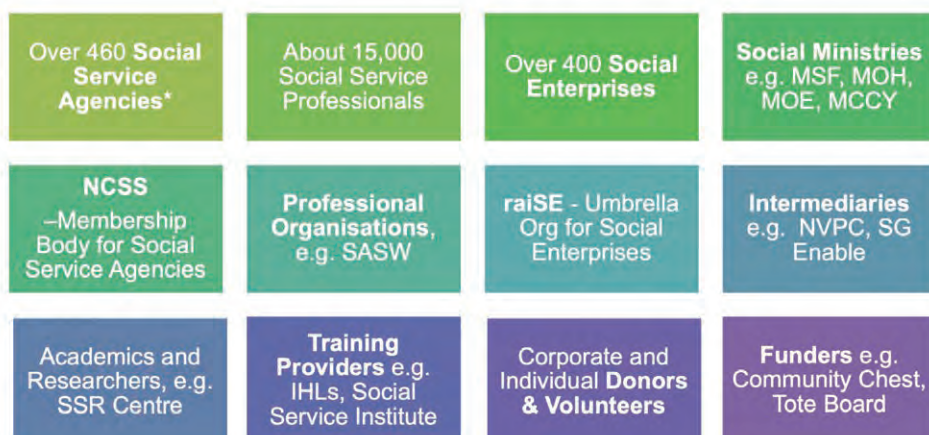 Over 460 Social
Service
Agencies*
About 15,000
Social Service
Professionals
Over 400 Social
Enterprises
Social Ministries
e.g. MSF, MOH,
MOE, MCCY
NCSS
–Membership
Body for Social
Service Agencies
Professional
Organisations,
e.g. SASW
raiSE - Umbrella
Org for Social
Enterprises
Intermediaries
e.g. NVPC, SG
Enable
Academics and
Researchers, e.g.
SSR Centre
Training
Providers e.g.
IHLs, Social
Service Institute
Corporate and
Individual Donors
& Volunteers
Funders e.g.
Community Chest,
Tote Board